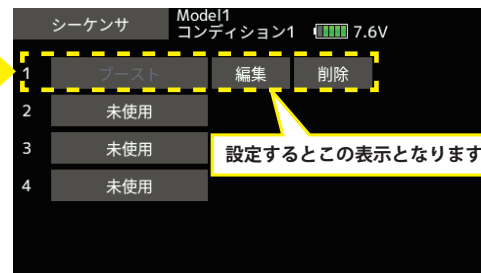 シーケンサ
Model1
コンディション1 7.6V
1 ブースト 編集 削除
2 未使用
3 未使用
設定するとこの表示となります
4 未使用